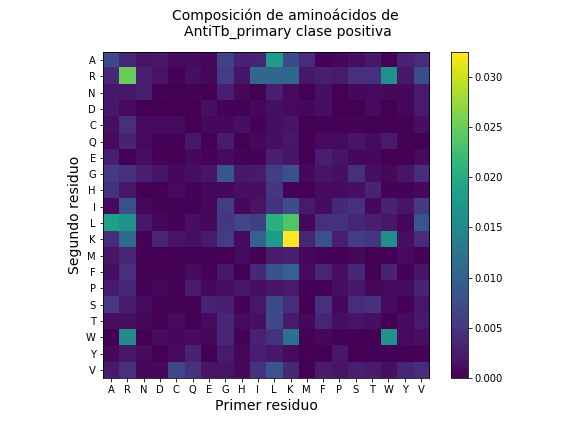 Composición de aminoácidos de
AntiTb_primary clase positiva
Segundo residuo
A
R
N
D
C
Q
E
G
H
I
L
K
M
F
P
S
T
W
Y
V
A R N D C Q E G H I L K M F P S T W Y V
Primer residuo
0.030
0.025
0.020
0.015
0.010
0.005
0.000